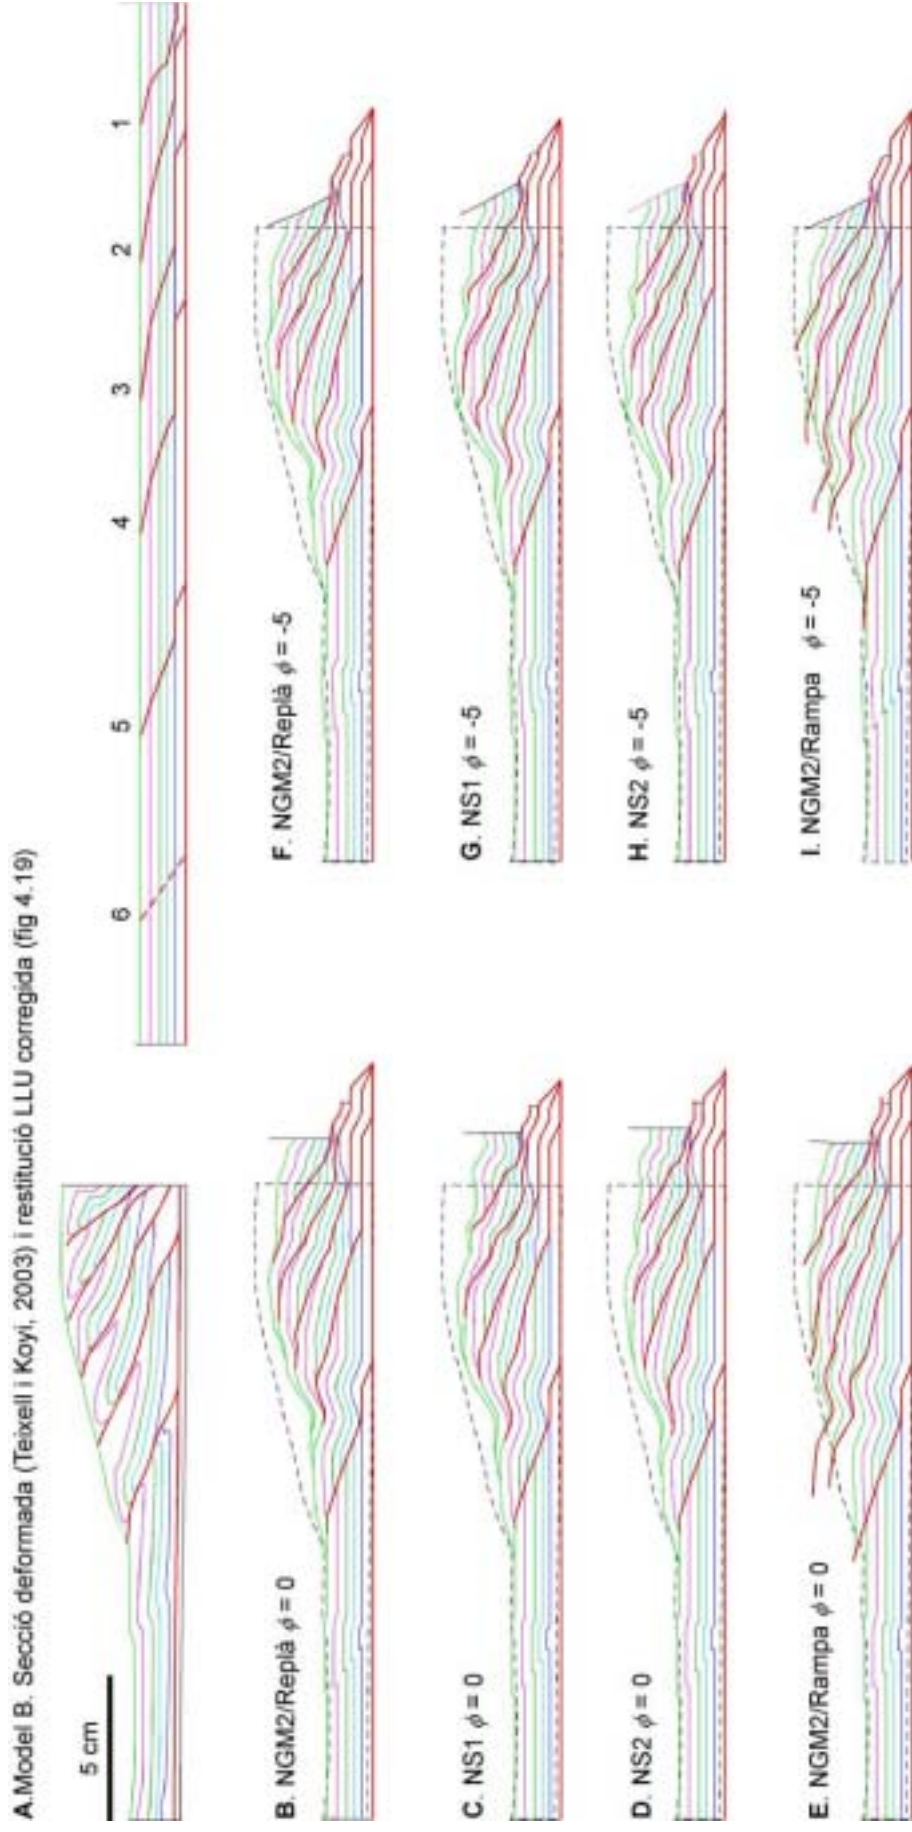 A.Model B. Secció deformada (Teixell i Koyi, 2003) i restitució LLU corregida (fig 4.19)
5 cm
6 5 4 3 2 1
B. NGM2/Replà ϕ = 0
F. NGM2/Replà ϕ = -5
C. NS1 ϕ = 0
G. NS1 ϕ = -5
D. NS2 ϕ = 0
H. NS2 ϕ = -5
E. NGM2/Rampa ϕ = 0
I. NGM2/Rampa ϕ = -5